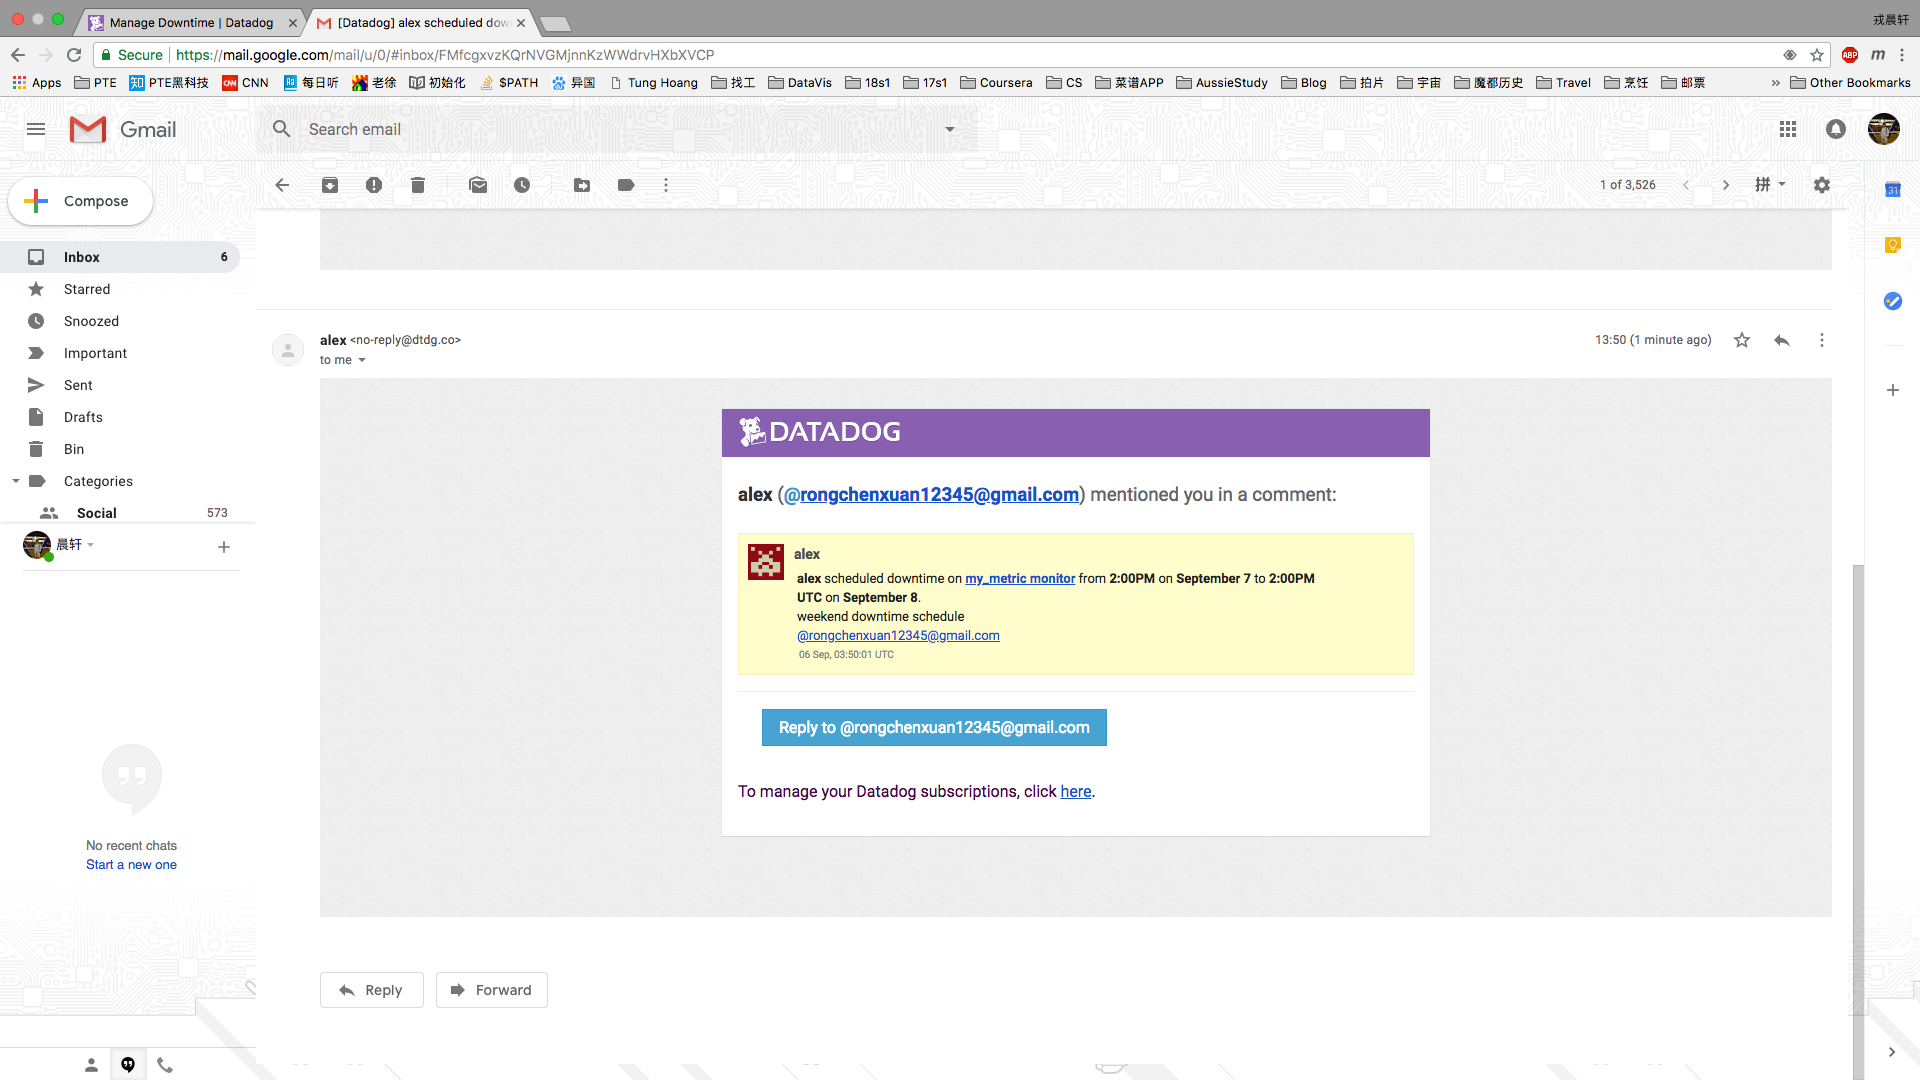 Manage Downtime | Datadog
[Datadog] alex scheduled dow
戎晨轩
Secure
https://mail.google.com/mail/u/0/#inbox/FMfcgxvzKQrNVGMjnnKzWWdrvHXbXVCP
ABP
m
Apps
PTE
知
PTE黑科技
CNN
CNN
每日听
老徐
初始化
$PATH
异国
Tung Hoang
找工
DataVis
18s1
17s1
Coursera
CS
菜谱APP
AussieStudy
Blog
拍片
宇宙
魔都历史
Travel
烹饪
邮票
»
Other Bookmarks
Gmail
Search email
Compose
1 of 3,526
拼
31
Inbox
6
Starred
Snoozed
Important
Sent
Drafts
Bin
Categories
Social
573
晨轩
No recent chats
Start a new one
alex <no-reply@dtdg.co>
to me
13:50 (1 minute ago)
DATADOG
alex (@rongchenxuan12345@gmail.com) mentioned you in a comment:
alex
alex scheduled downtime on my_metric monitor from 2:00PM on September 7 to 2:00PM
UTC on September 8.
weekend downtime schedule
@rongchenxuan12345@gmail.com
06 Sep, 03:50:01 UTC
Reply to @rongchenxuan12345@gmail.com
To manage your Datadog subscriptions, click here.
Reply
Forward